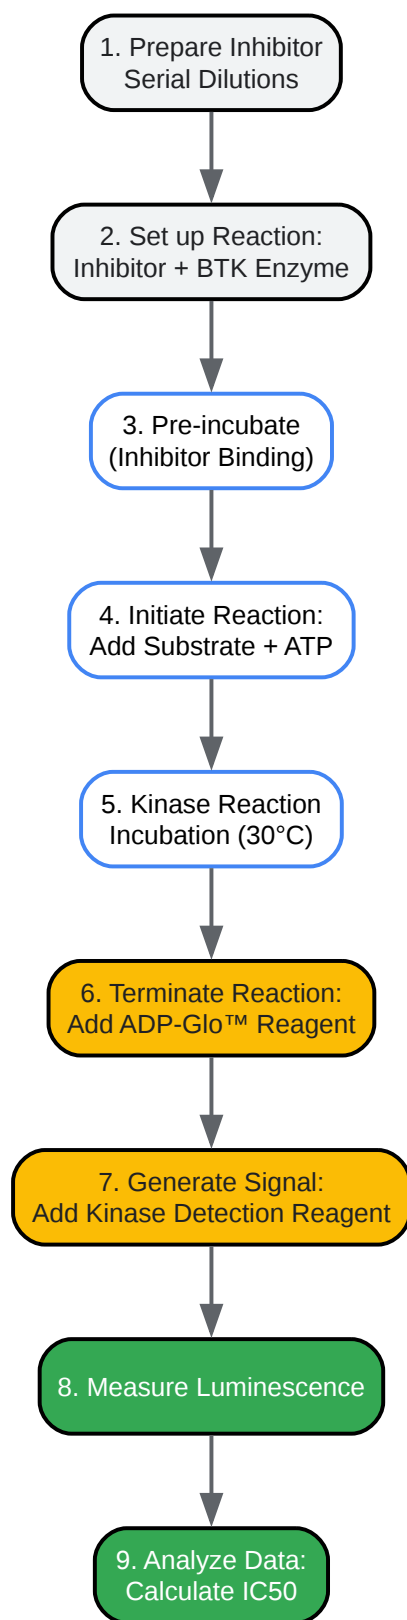 1. Prepare Inhibitor
Serial Dilutions
2. Set up Reaction:
Inhibitor + BTK Enzyme
3. Pre-incubate
(Inhibitor Binding)
4. Initiate Reaction:
Add Substrate + ATP
5. Kinase Reaction
Incubation (30°C)
6. Terminate Reaction:
Add ADP-Glo™ Reagent
7. Generate Signal:
Add Kinase Detection Reagent
8. Measure Luminescence
9. Analyze Data:
Calculate IC50